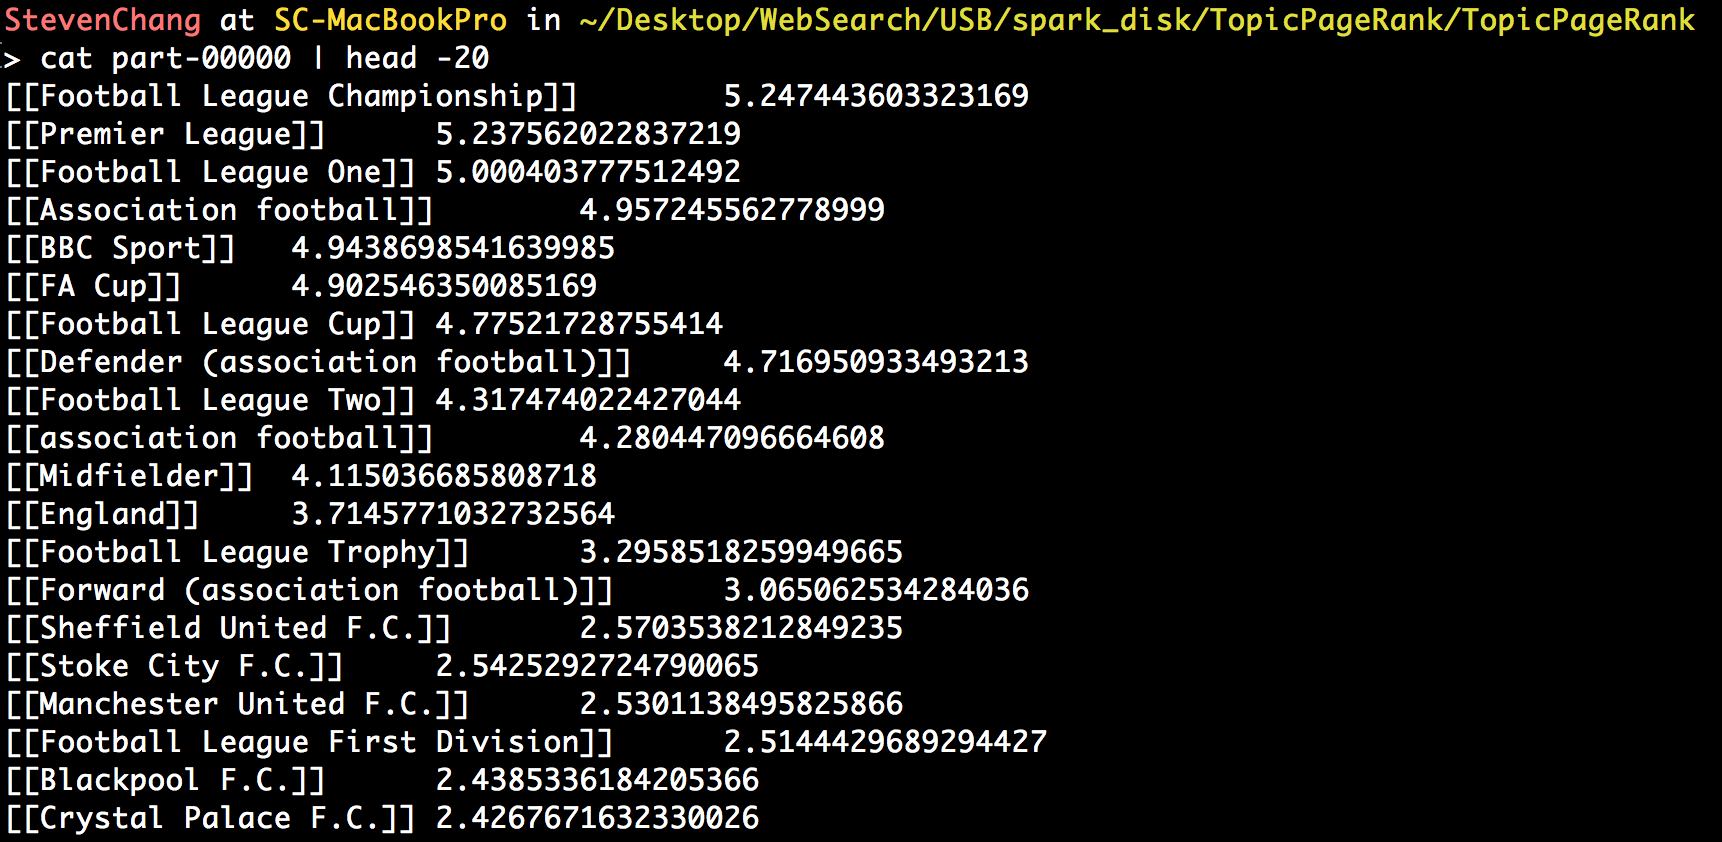 StevenChang at SC-MacBookPro in ~/Desktop/WebSearch/USB/spark_disk/TopicPageRank/TopicPageRank
> cat part-00000 | head -20
[[Football League Championship]]	5.247443603323169
[[Premier League]]	5.237562022837219
[[Football League One]]	5.000403777512492
[[Association football]]	4.957245562778999
[[BBC Sport]]	4.9438698541639985
[[FA Cup]]	4.902546350085169
[[Football League Cup]]	4.77521728755414
[[Defender (association football)]]	4.716950933493213
[[Football League Two]]	4.317474022427044
[[association football]]	4.280447096664608
[[Midfielder]]	4.115036685808718
[[England]]	3.7145771032732564
[[Football League Trophy]]	3.2958518259949665
[[Forward (association football)]]	3.065062534284036
[[Sheffield United F.C.]]	2.5703538212849235
[[Stoke City F.C.]]	2.5425292724790065
[[Manchester United F.C.]]	2.5301138495825866
[[Football League First Division]]	2.5144429689294427
[[Blackpool F.C.]]	2.4385336184205366
[[Crystal Palace F.C.]]	2.4267671632330026